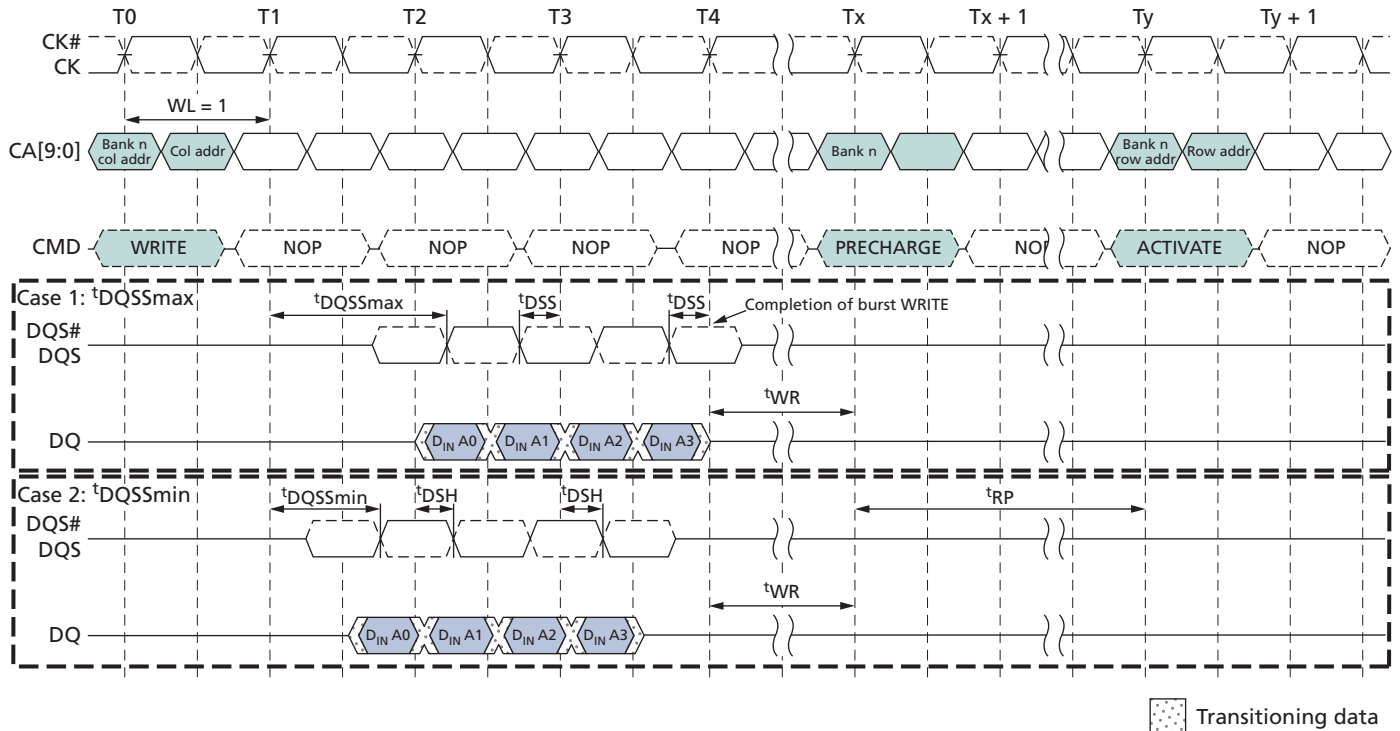 T0 T1 T2 T3 T4 Tx Tx + 1 Ty Ty + 1
CK#
CK
WL = 1
CA[9:0] Bank n col addr Col addr Bank n Bank n row addr Row addr
CMD WRITE NOP NOP NOP NOP PRECHARGE NOP ACTIVATE NOP
Case 1: tDQSSmax
tDQSSmax tDSS tDSS Completion of burst WRITE
DQS#
DQS
tWR
DQ DIN A0 DIN A1 DIN A2 DIN A3
Case 2: tDQSSmin
tDQSSmin tDSH tDSH tRP
DQS#
DQS
tWR
DQ DIN A0 DIN A1 DIN A2 DIN A3
Transitioning data